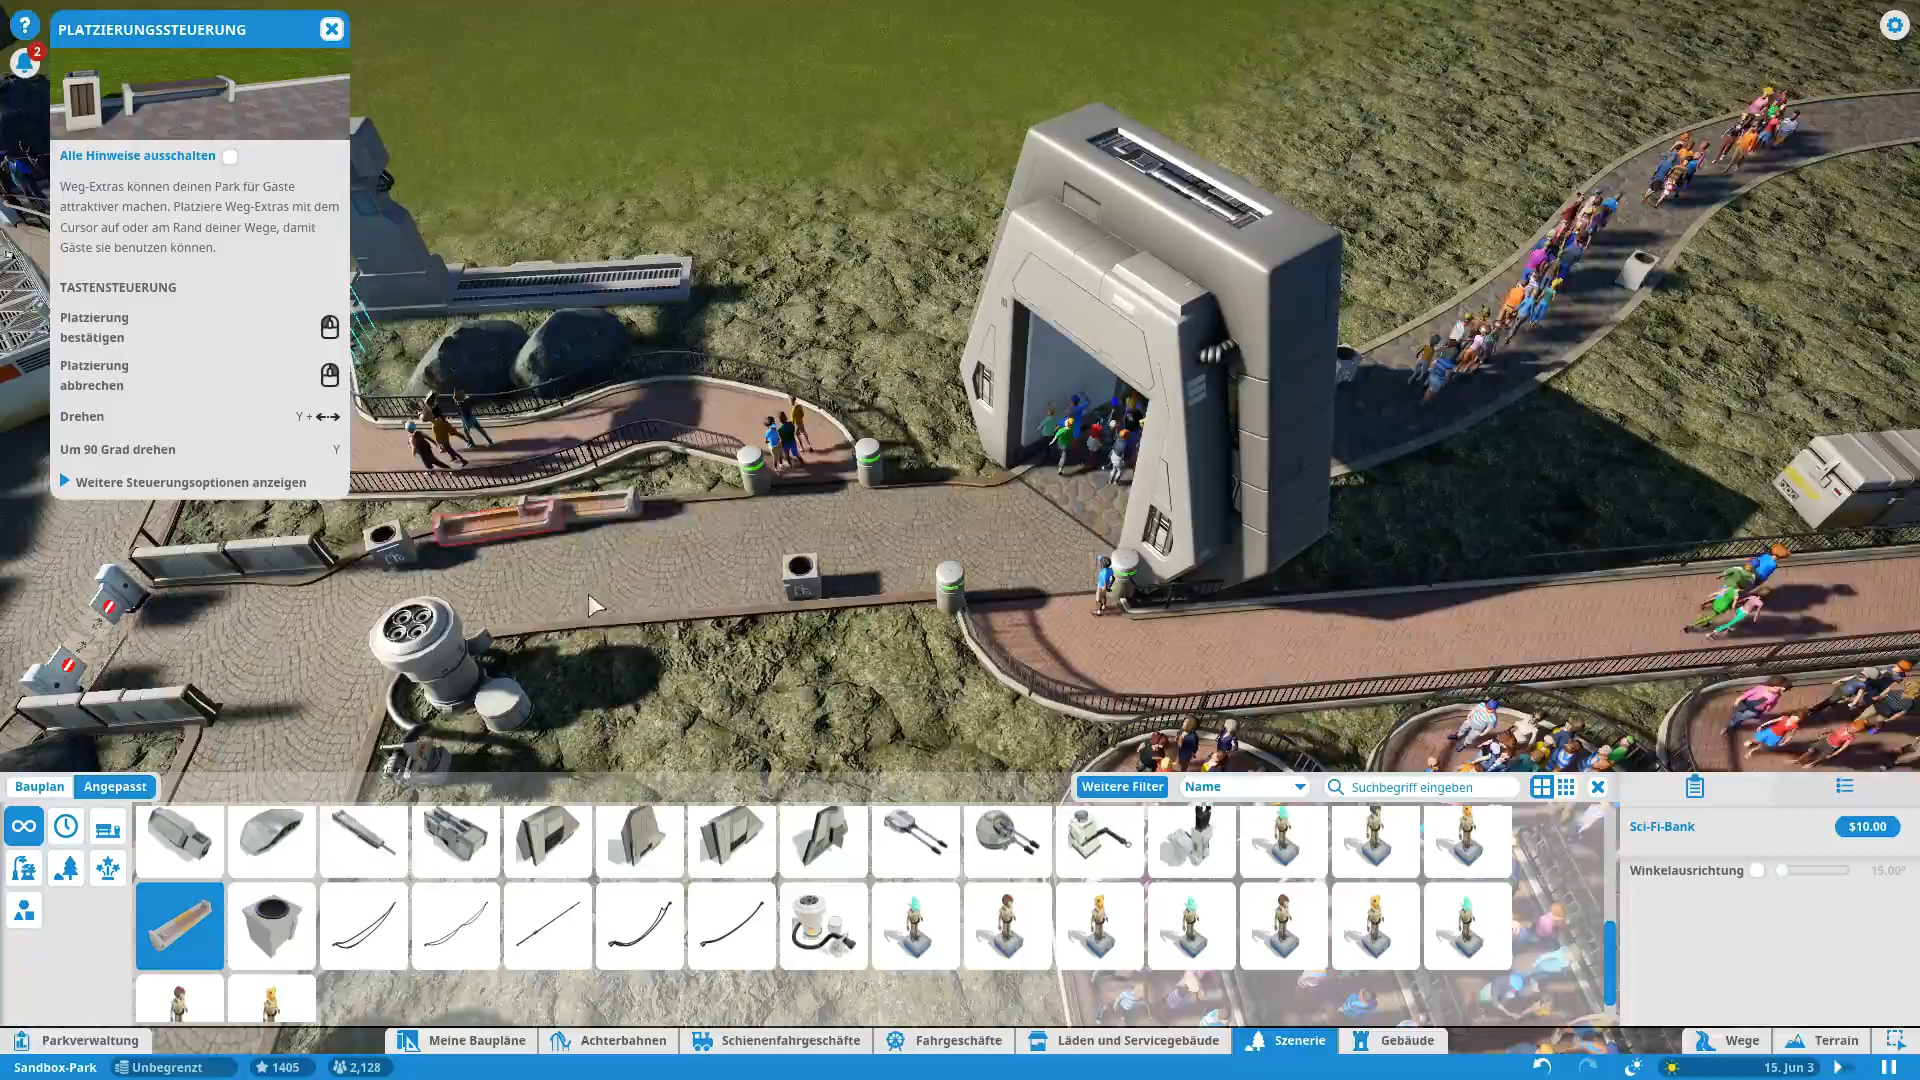 ?
2
PLATZIERUNGSSTEUERUNG
Alle Hinweise ausschalten
Weg-Extras können deinen Park für Gäste
attraktiver machen. Platziere Weg-Extras mit dem
Cursor auf oder am Rand deiner Wege, damit
Gäste sie benutzen können.
TASTENSTEUERUNG
Platzierung
bestätigen
Platzierung
abbrechen
Drehen Y +
Um 90 Grad drehen Y
Weitere Steuerungsoptionen anzeigen
Bauplan Angepasst
Weitere Filter Name Suchbegriff eingeben
Sci-Fi-Bank $10.00
Winkelausrichtung 15.00°
Parkverwaltung Meine Baupläne Achterbahnen Schienenfahrgeschäfte Fahrgeschäfte Läden und Servicegebäude Szenerie Gebäude Wege Terrain
Sandbox-Park Unbegrenzt 1405 2,128 15. Jun 3